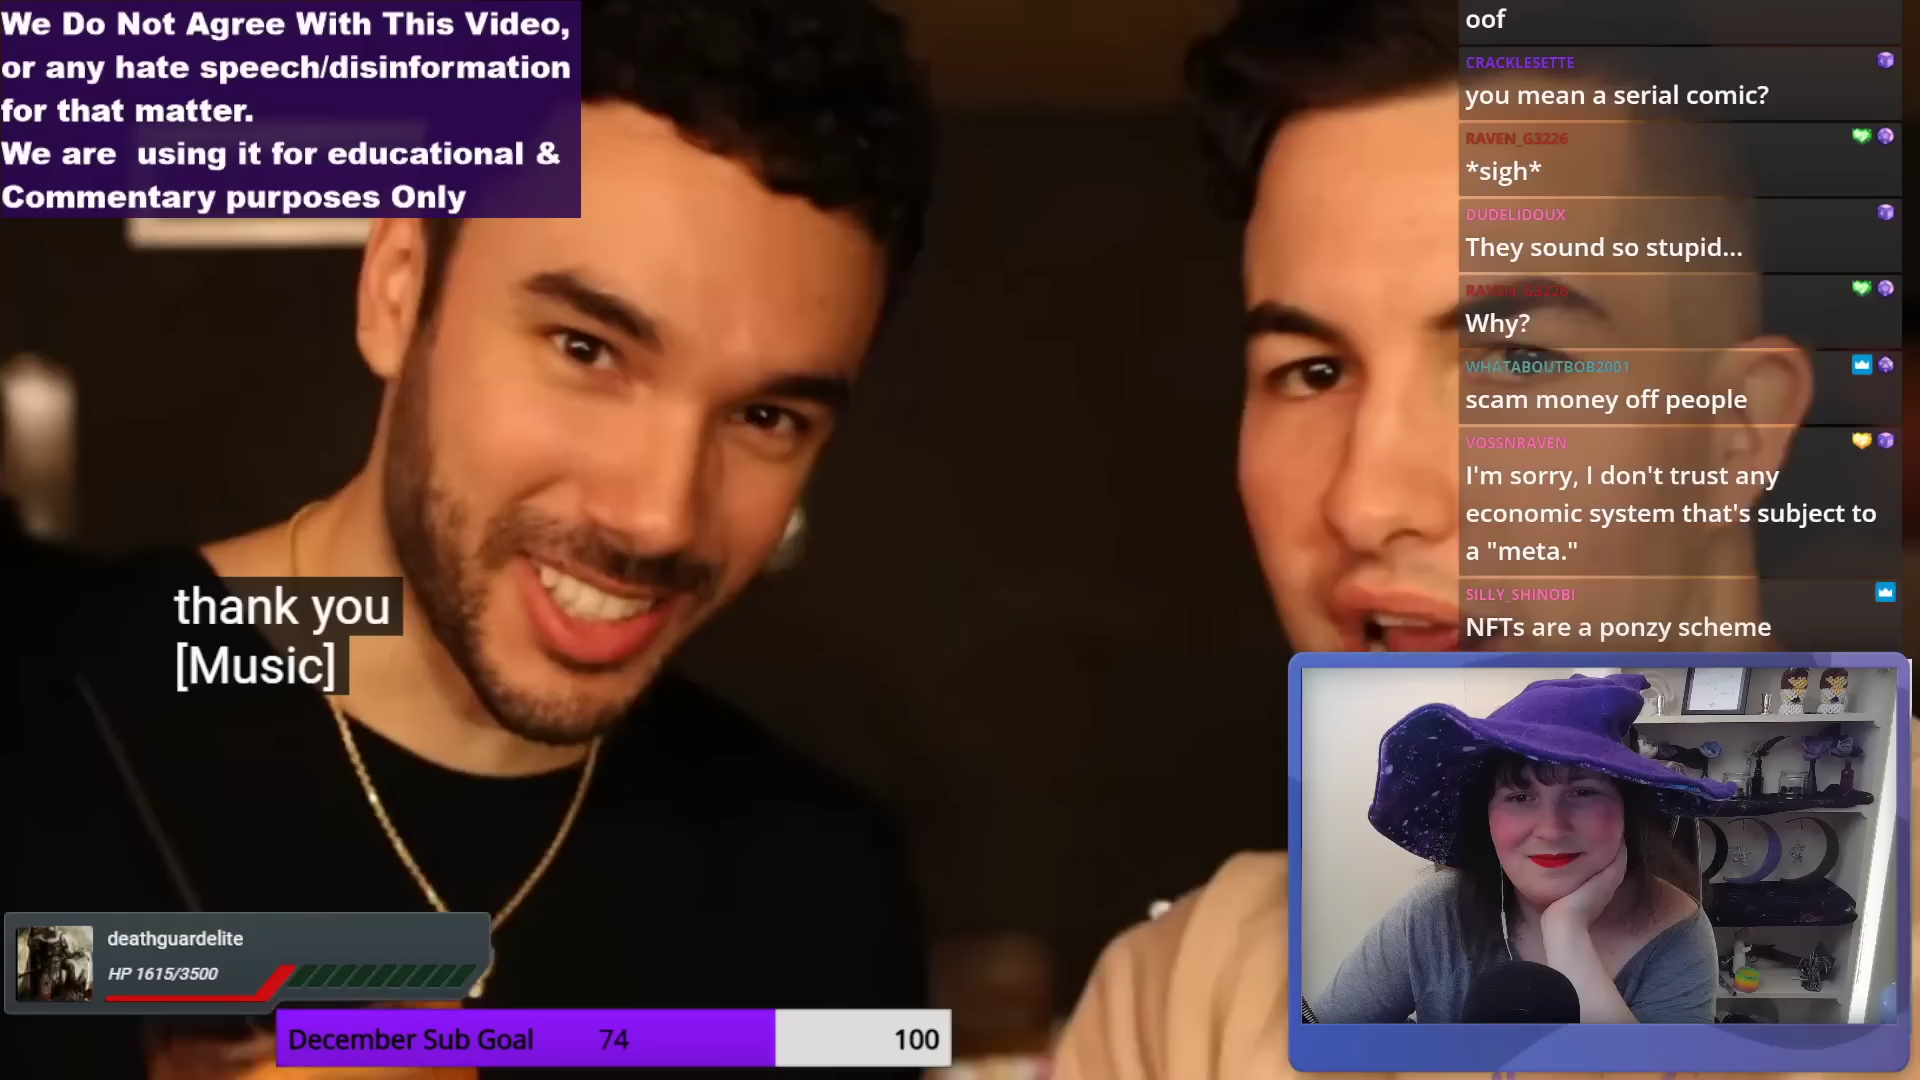 We Do Not Agree With This Video,
or any hate speech/disinformation
for that matter.
We are using it for educational &
Commentary purposes Only
oof
CRACKLESETTE
you mean a serial comic?
RAVEN_G3226
*sigh*
DUDELIDOUX
They sound so stupid...
RAVEN_G3226
Why?
WHATABOUTBOB2001
scam money off people
VOSSNRAVEN
I'm sorry, I don't trust any
economic system that's subject to
a "meta."
SILLY_SHINOBI
NFTs are a ponzy scheme
thank you
[Music]
deathguardelite
HP 1615/3500
December Sub Goal 74 100